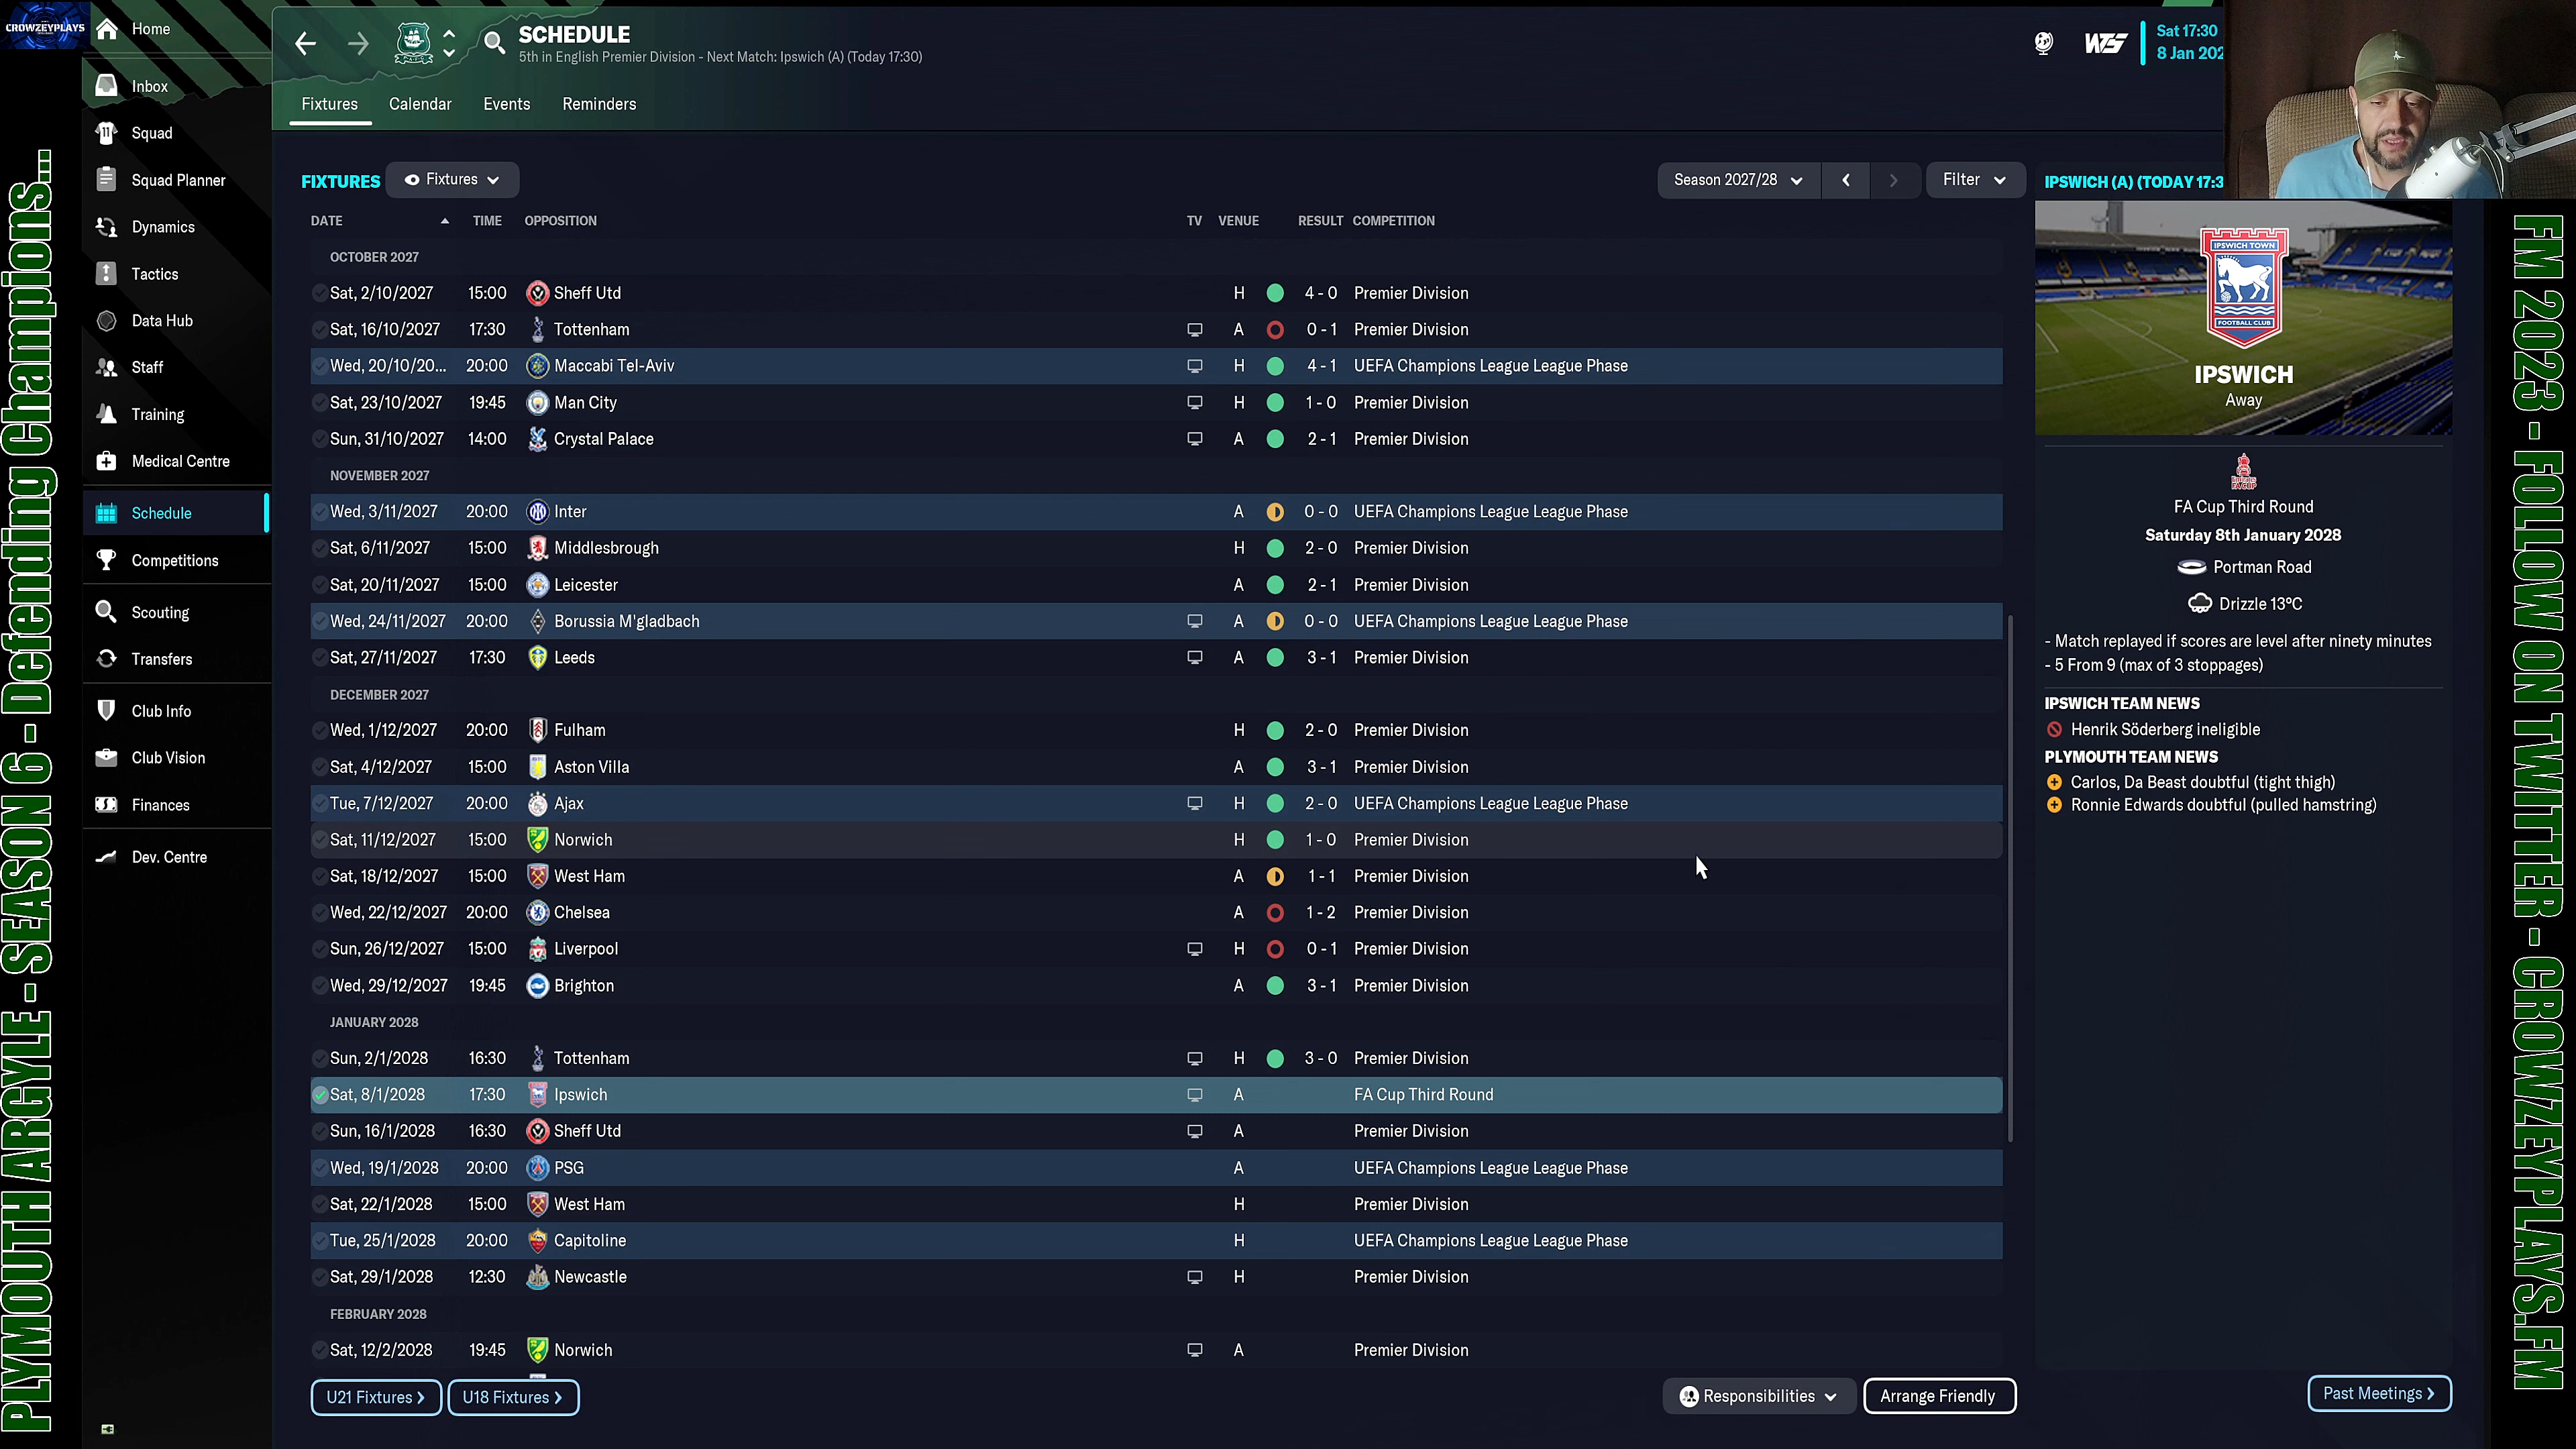 CROWZEYPLAYS
Home
Inbox
Squad
Squad Planner
Dynamics
Tactics
Data Hub
Staff
Training
Medical Centre
Schedule
Competitions
Scouting
Transfers
Club Info
Club Vision
Finances
Dev. Centre
PLYMOUTH ARGYLE - SEASON 6 - Defending Champions...
SCHEDULE
5th in English Premier Division - Next Match: Ipswich (A) (Today 17:30)
Sat 17:30
8 Jan 202
Fixtures Calendar Events Reminders
FIXTURES Fixtures Season 2027/28 Filter
DATE TIME OPPOSITION TV VENUE RESULT COMPETITION
OCTOBER 2027
Sat, 2/10/2027 15:00 Sheff Utd H 4 - 0 Premier Division
Sat, 16/10/2027 17:30 Tottenham A 0 - 1 Premier Division
Wed, 20/10/20... 20:00 Maccabi Tel-Aviv H 4 - 1 UEFA Champions League League Phase
Sat, 23/10/2027 19:45 Man City H 1 - 0 Premier Division
Sun, 31/10/2027 14:00 Crystal Palace A 2 - 1 Premier Division
NOVEMBER 2027
Wed, 3/11/2027 20:00 Inter A 0 - 0 UEFA Champions League League Phase
Sat, 6/11/2027 15:00 Middlesbrough H 2 - 0 Premier Division
Sat, 20/11/2027 15:00 Leicester A 2 - 1 Premier Division
Wed, 24/11/2027 20:00 Borussia M'gladbach A 0 - 0 UEFA Champions League League Phase
Sat, 27/11/2027 17:30 Leeds A 3 - 1 Premier Division
DECEMBER 2027
Wed, 1/12/2027 20:00 Fulham H 2 - 0 Premier Division
Sat, 4/12/2027 15:00 Aston Villa A 3 - 1 Premier Division
Tue, 7/12/2027 20:00 Ajax H 2 - 0 UEFA Champions League League Phase
Sat, 11/12/2027 15:00 Norwich H 1 - 0 Premier Division
Sat, 18/12/2027 15:00 West Ham A 1 - 1 Premier Division
Wed, 22/12/2027 20:00 Chelsea A 1 - 2 Premier Division
Sun, 26/12/2027 15:00 Liverpool H 0 - 1 Premier Division
Wed, 29/12/2027 19:45 Brighton A 3 - 1 Premier Division
JANUARY 2028
Sun, 2/1/2028 16:30 Tottenham H 3 - 0 Premier Division
Sat, 8/1/2028 17:30 Ipswich A FA Cup Third Round
Sun, 16/1/2028 16:30 Sheff Utd A Premier Division
Wed, 19/1/2028 20:00 PSG A UEFA Champions League League Phase
Sat, 22/1/2028 15:00 West Ham H Premier Division
Tue, 25/1/2028 20:00 Capitoline H UEFA Champions League League Phase
Sat, 29/1/2028 12:30 Newcastle H Premier Division
FEBRUARY 2028
Sat, 12/2/2028 19:45 Norwich A Premier Division
U21 Fixtures U18 Fixtures Responsibilities Arrange Friendly
IPSWICH (A) (TODAY 17:3
IPSWICH TOWN
FOOTBALL CLUB
IPSWICH
Away
FA Cup Third Round
Saturday 8th January 2028
Portman Road
Drizzle 13°C
- Match replayed if scores are level after ninety minutes
- 5 From 9 (max of 3 stoppages)
IPSWICH TEAM NEWS
Henrik Söderberg ineligible
PLYMOUTH TEAM NEWS
Carlos, Da Beast doubtful (tight thigh)
Ronnie Edwards doubtful (pulled hamstring)
Past Meetings
FM 2023 - FOLLOW ON TWITTER - CROWZEYPLAYS.FM